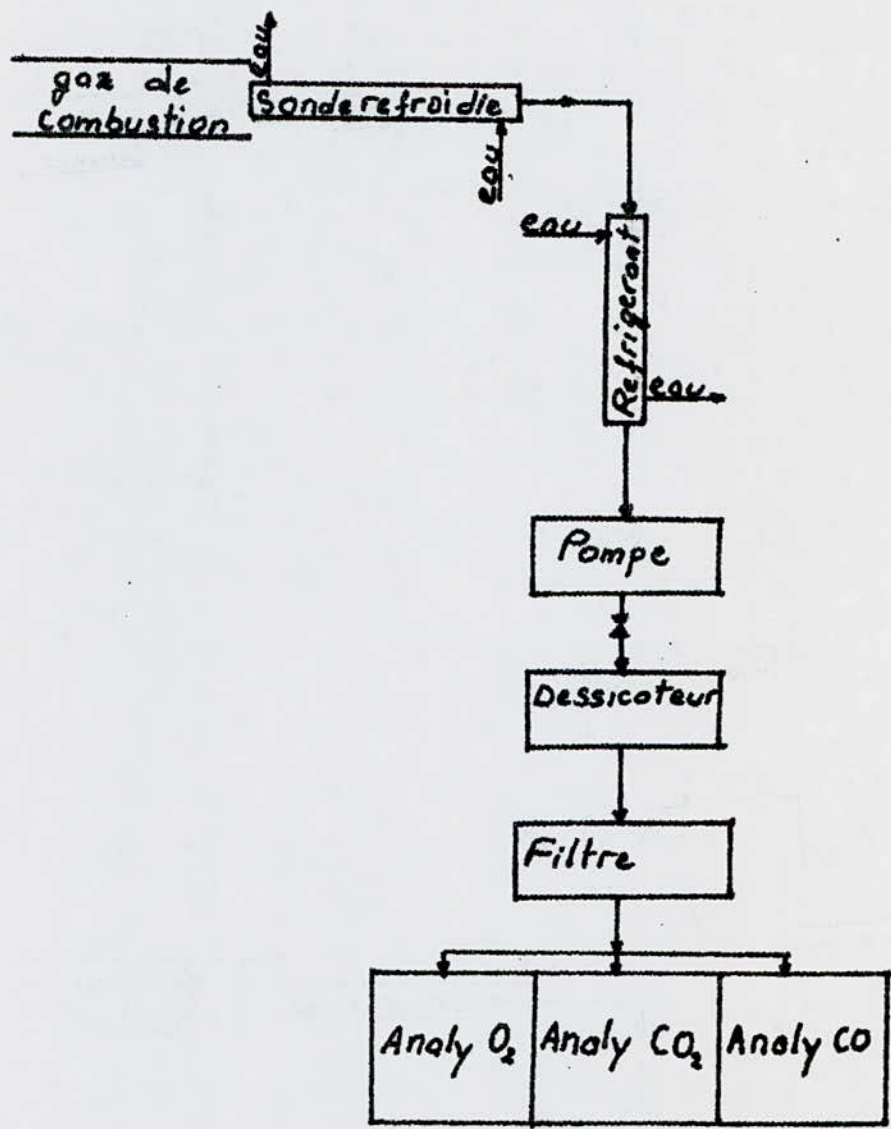 eau
gaz de
combustion
Sonde refroidie
eau
eau
Refrigerant
eau
Pompe
Dessicateur
Filtre
Analy O₂
Analy CO₂
Analy CO